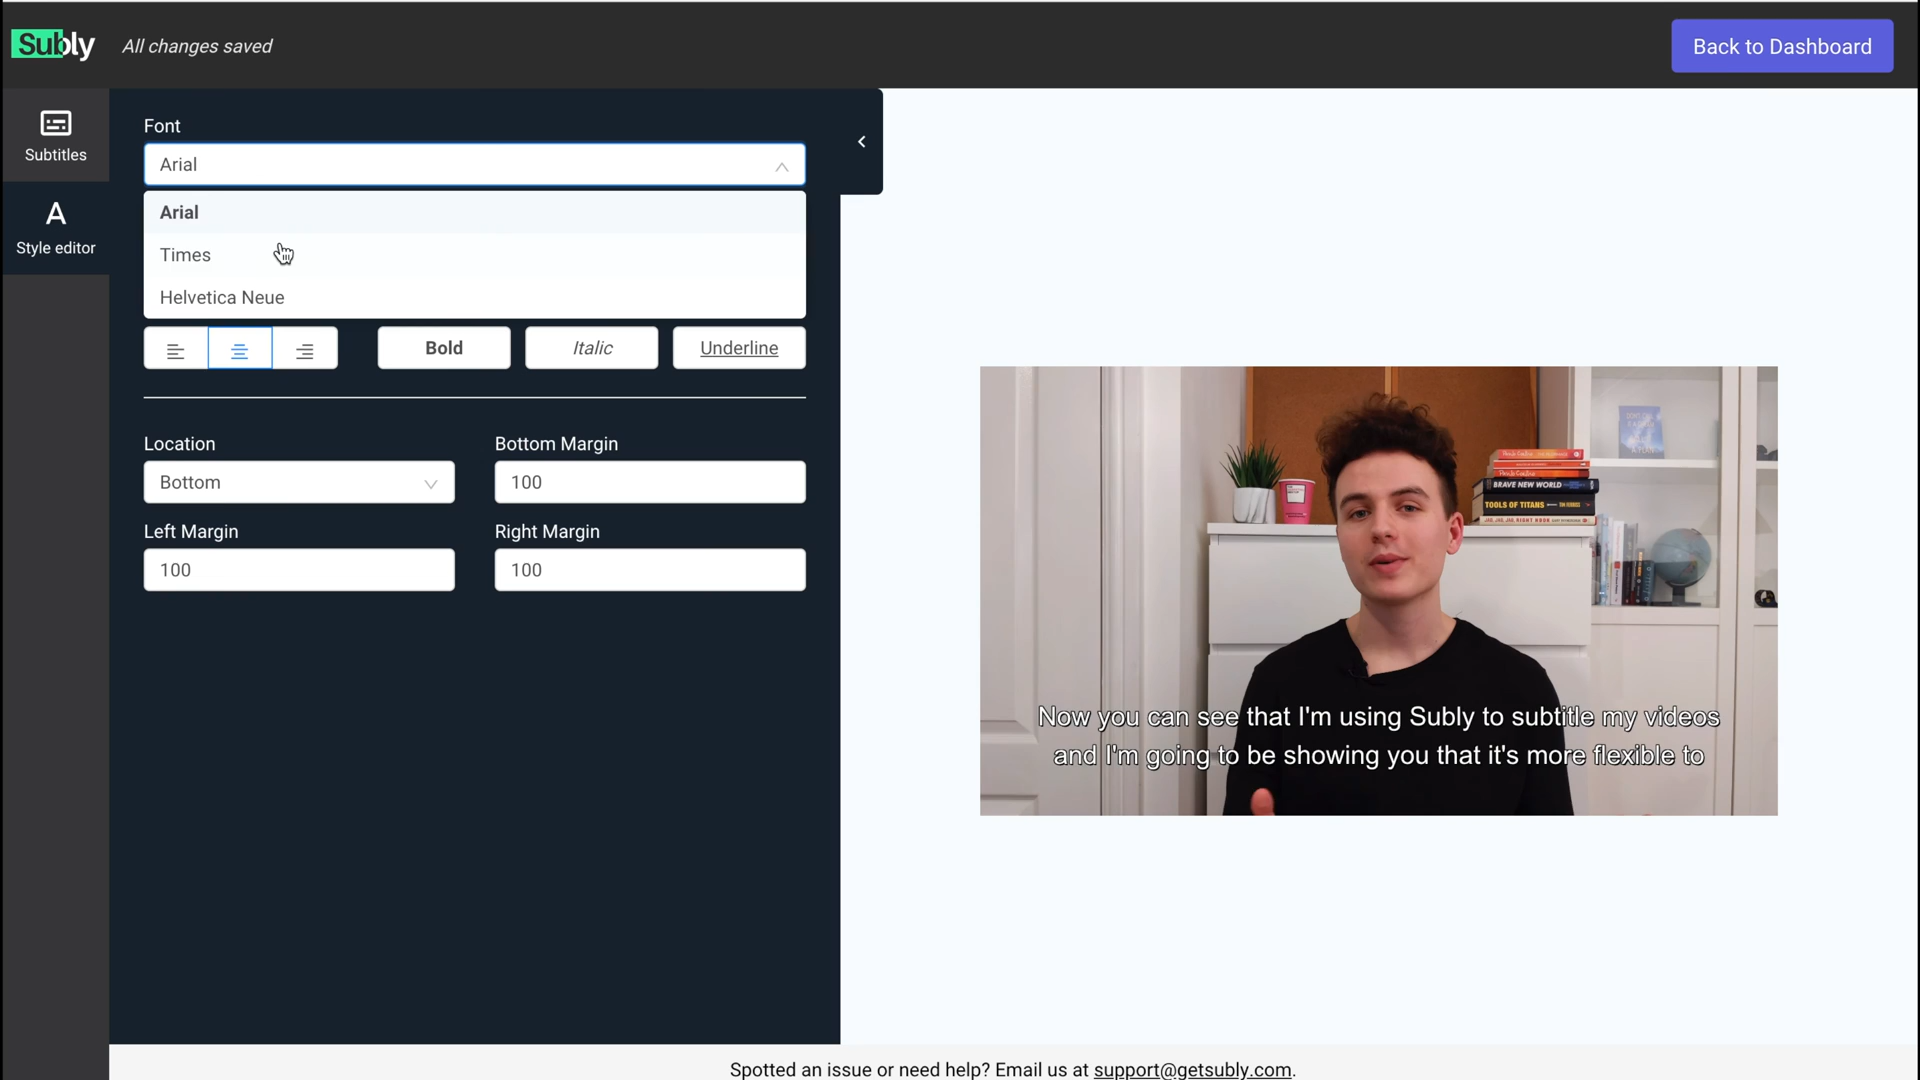 Subly
All changes saved
Back to Dashboard
Subtitles
A
Style editor
Font
Arial
Arial
Times
Helvetica Neue
Bold
Italic
Underline
Location
Bottom Margin
Bottom
100
Left Margin
Right Margin
100
100
BRAVE NEW WORLD
TOOLS OF TITANS
Now you can see that I'm using Subly to subtitle my videos
and I'm going to be showing you that it's more flexible to
Spotted an issue or need help? Email us at support@getsubly.com.